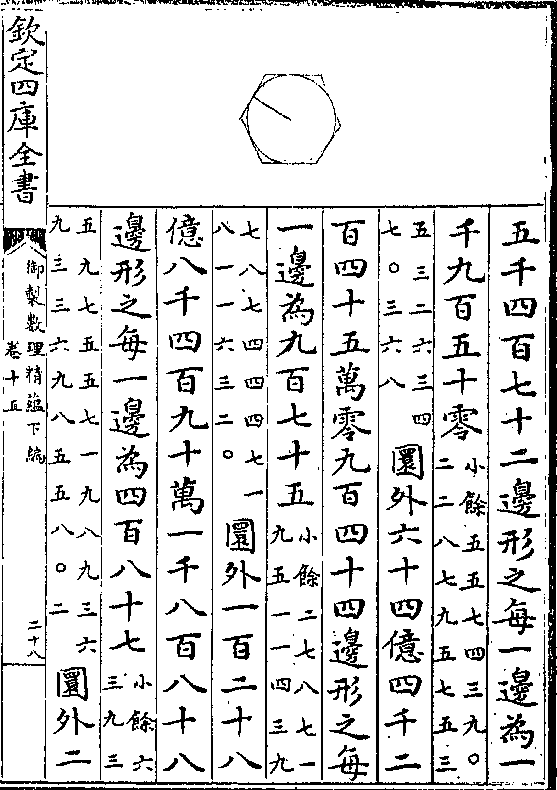 五千四百七十二邊形之每一邊為一
千九百五十零小餘五五七四三九〇二二八七九五七五三
五三二六三四七〇三六八圜外六十四億四千二
百四十五萬零九百四十四邊形之每
一邊為九百七十五小餘二七八七一九五一一四三九
七八七四四四七一八一一六三二〇圜外一百二十八
億八千四百九十萬一千八百八十八
邊形之每一邊為四百八十七小餘六三九三
五九七五五七一九八九三六九三三六九八五五八〇二圜外二
欽定四庫全書
御製數理精蘊下編
卷十五
二十八